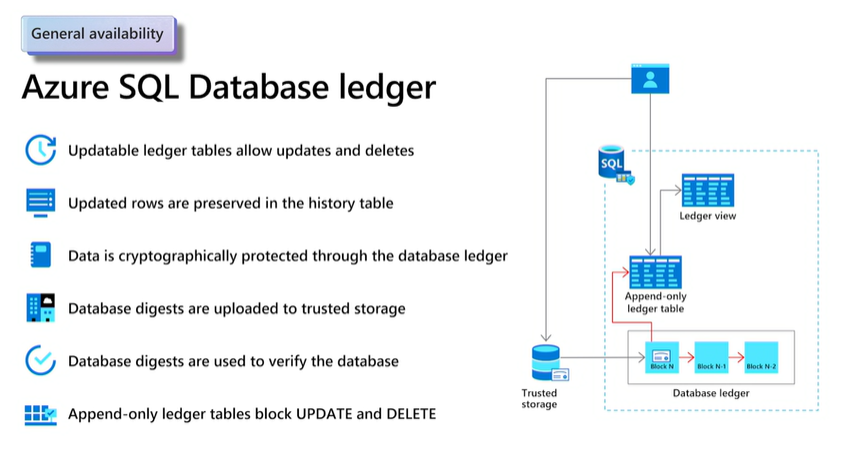 General availability
Azure SQL Database ledger
Updatable ledger tables allow updates and deletes
Updated rows are preserved in the history table
Data is cryptographically protected through the database ledger
Database digests are uploaded to trusted storage
Database digests are used to verify the database
Append-only ledger tables block UPDATE and DELETE
SQL
Ledger view
Append-only
ledger table
Block N
Block N-1
Block N-2
Database ledger
Trusted
storage